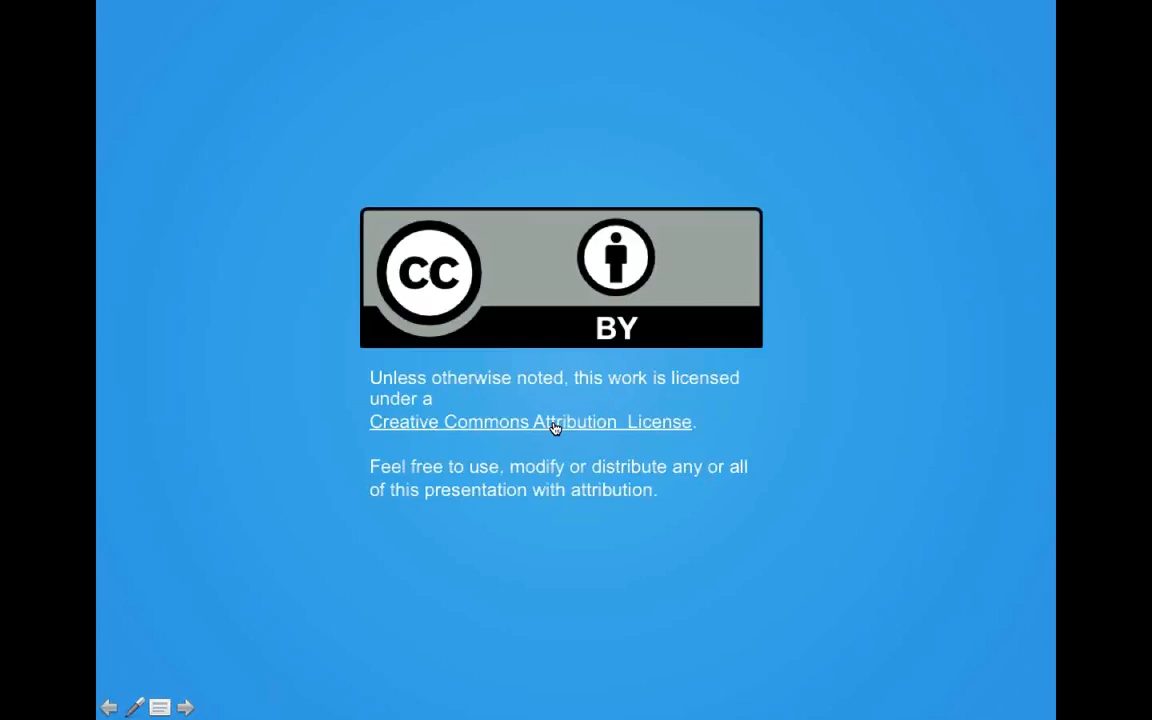 CC
BY
Unless otherwise noted, this work is licensed
under a
Creative Commons Attribution License.
Feel free to use, modify or distribute any or all
of this presentation with attribution.